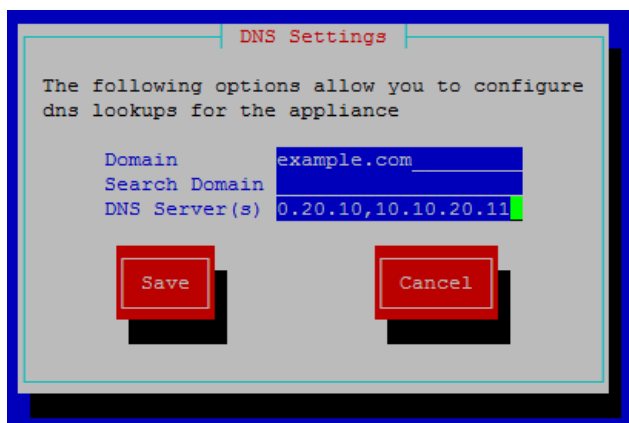 DNS Settings
The following options allow you to configure
dns lookups for the appliance
Domain example.com
Search Domain
DNS Server(s) 0.20.10,10.10.20.11
Save Cancel